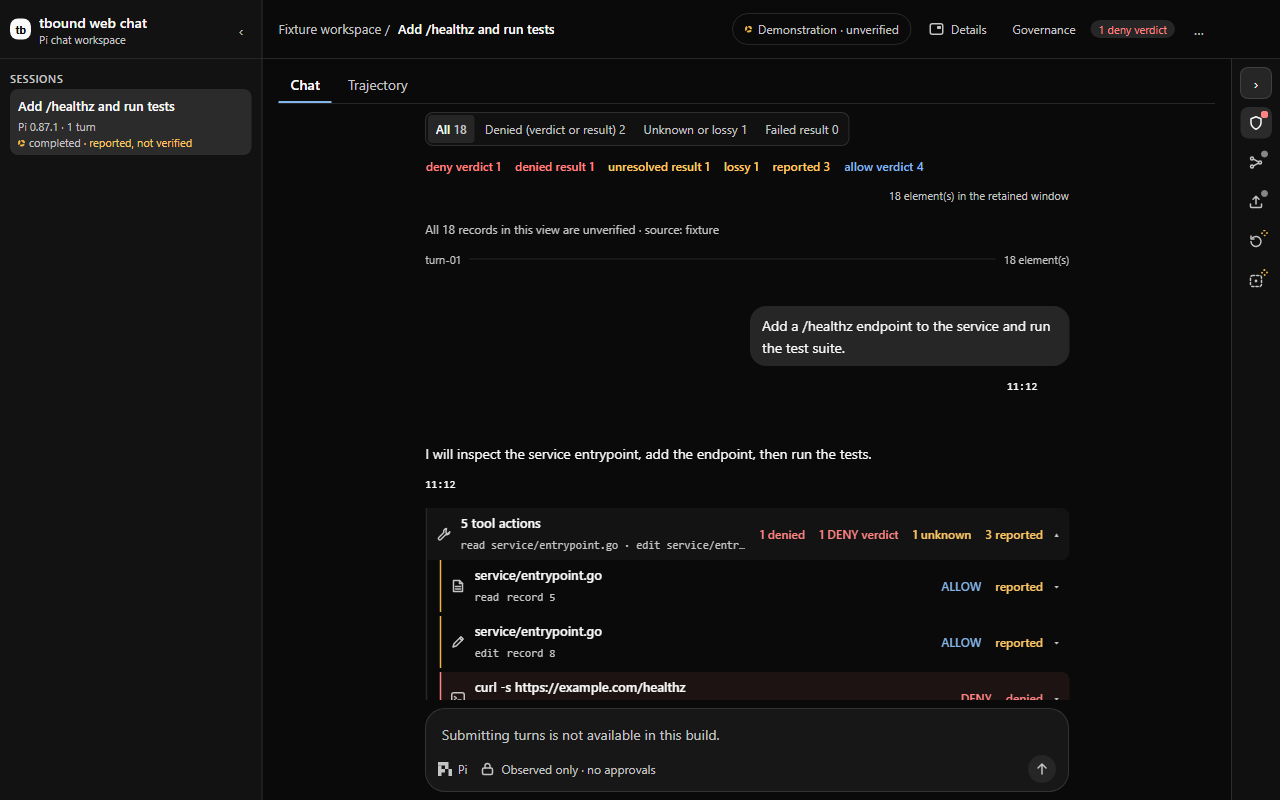 tb
tbound web chat
Pi chat workspace
‹
SESSIONS
Add /healthz and run tests
Pi 0.87.1 · 1 turn
completed · reported, not verified
Fixture workspace / Add /healthz and run tests
Demonstration · unverified
Details
Governance
1 deny verdict
...
Chat
Trajectory
All 18
Denied (verdict or result) 2
Unknown or lossy 1
Failed result 0
deny verdict 1
denied result 1
unresolved result 1
lossy 1
reported 3
allow verdict 4
18 element(s) in the retained window
All 18 records in this view are unverified · source: fixture
turn-01
18 element(s)
Add a /healthz endpoint to the service and run
the test suite.
11:12
I will inspect the service entrypoint, add the endpoint, then run the tests.
11:12
5 tool actions
read service/entrypoint.go · edit service/entr…
1 denied
1 DENY verdict
1 unknown
3 reported
service/entrypoint.go
read record 5
ALLOW
reported
service/entrypoint.go
edit record 8
ALLOW
reported
curl -s https://example.com/healthz
DENY
denied
Submitting turns is not available in this build.
Pi
Observed only · no approvals
›